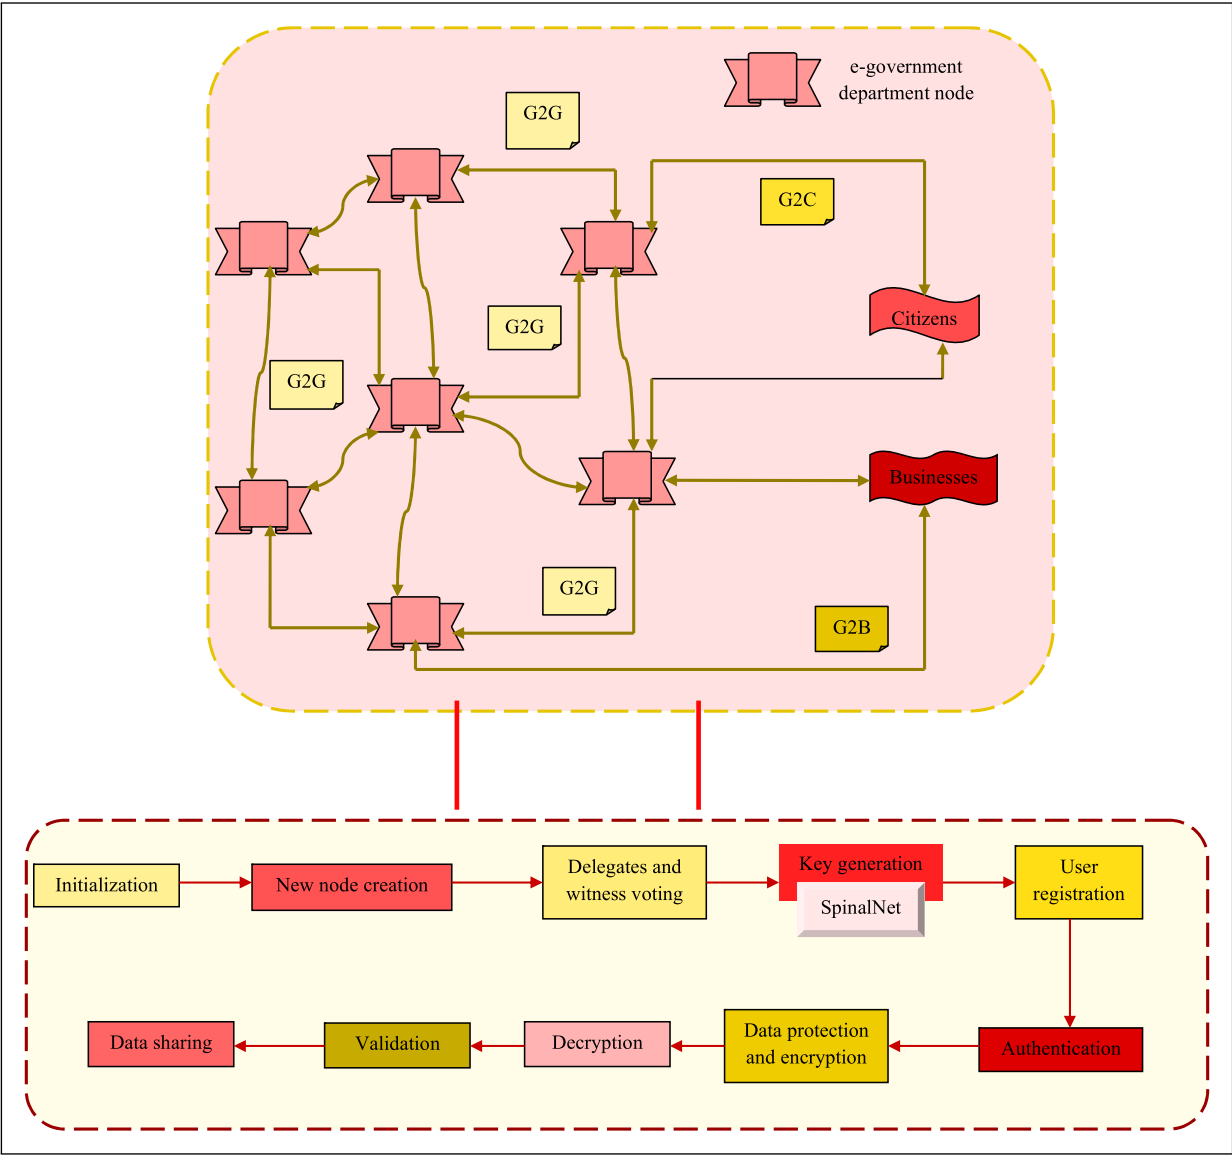 e-government
department node
G2G
G2C
G2G
Citizens
G2G
Businesses
G2G
G2B
Initialization
New node creation
Delegates and
witness voting
Key generation
SpinalNet
User
registration
Data sharing
Validation
Decryption
Data protection
and encryption
Authentication